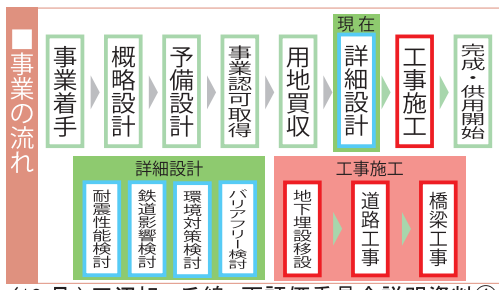 ■事業の流れ
現在
事業着手
概略設計
予備設計
事業認可取得
用地買収
詳細設計
工事施工
完成・供用開始
詳細設計
耐震性能検討
鉄道影響検討
環境対策検討
バリアフリー検討
工事施工
地下埋設移設
道路工事
橋梁工事